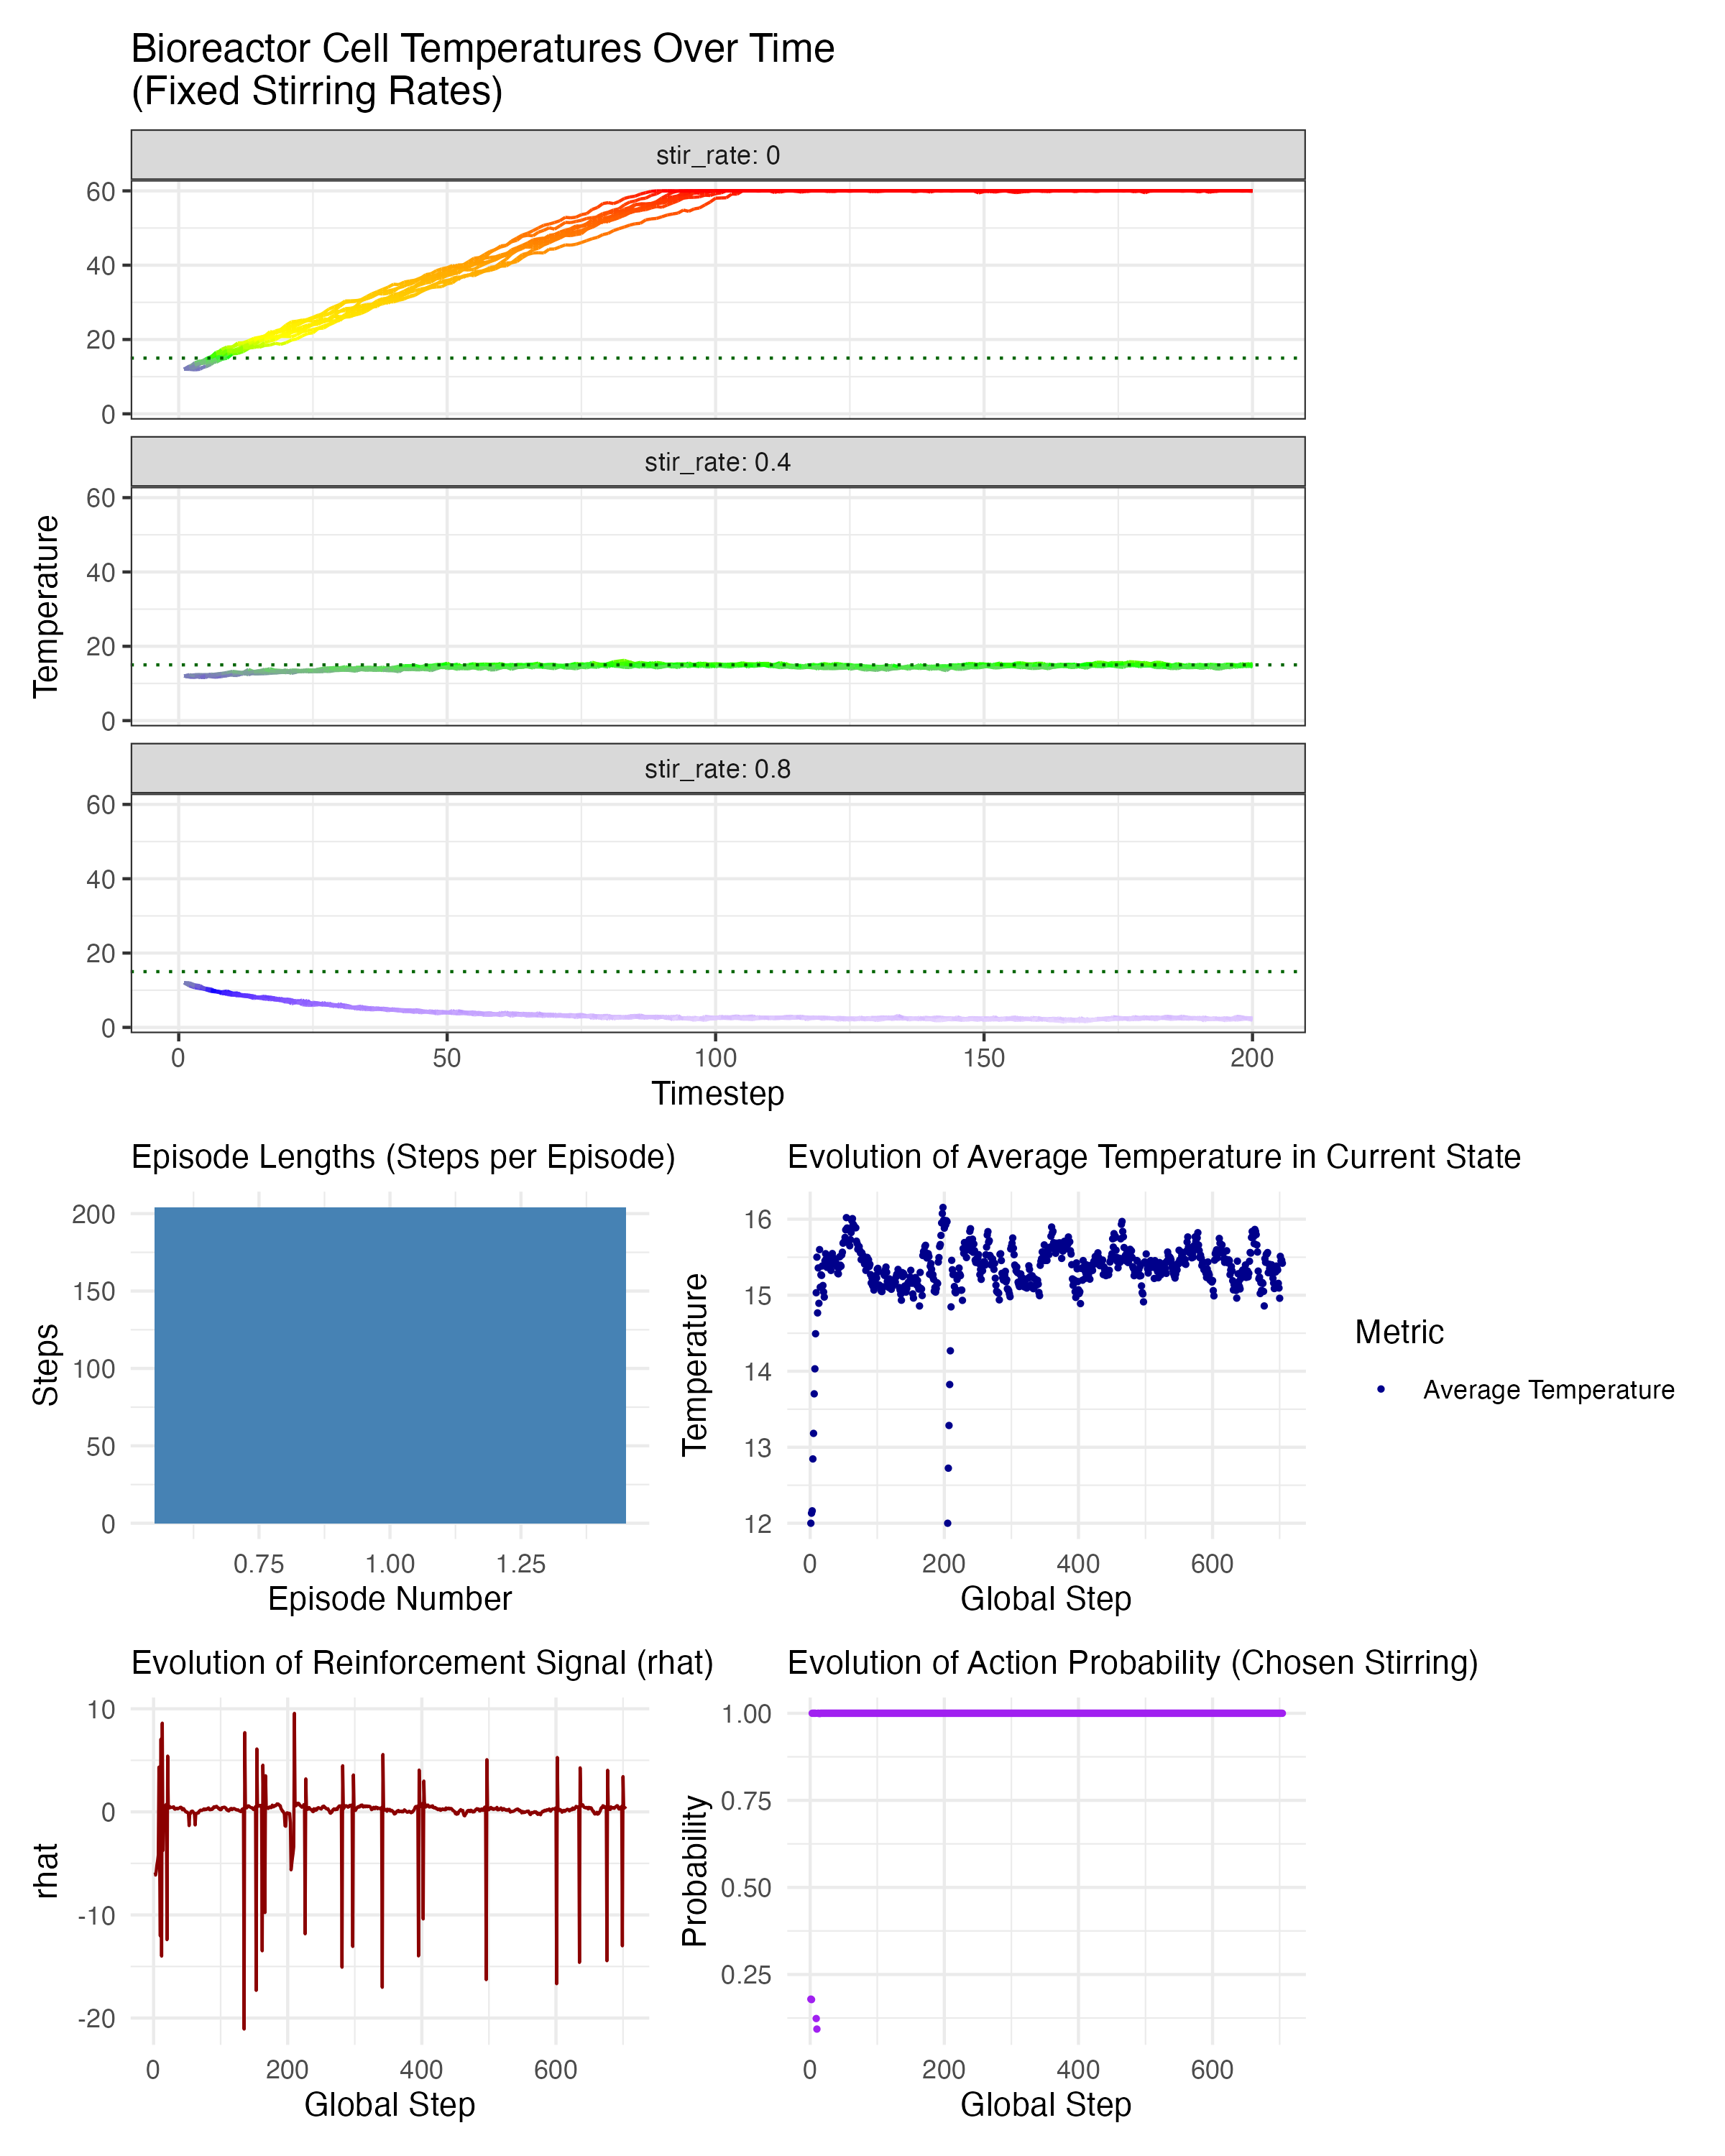 Bioreactor Cell Temperatures Over Time
(Fixed Stirring Rates)
stir_rate: 0
60
40
20
0
stir_rate: 0.4
60
40
20
0
Temperature
stir_rate: 0.8
60
40
20
0
0 50 100 150 200
Timestep
Episode Lengths (Steps per Episode)
200
150
100
50
0
Steps
0.75 1.00 1.25
Episode Number
Evolution of Average Temperature in Current State
16
15
14
13
12
Temperature
0 200 400 600
Global Step
Metric
Average Temperature
Evolution of Reinforcement Signal (rhat)
10
0
-10
-20
rhat
0 200 400 600
Global Step
Evolution of Action Probability (Chosen Stirring)
1.00
0.75
0.50
0.25
Probability
0 200 400 600
Global Step